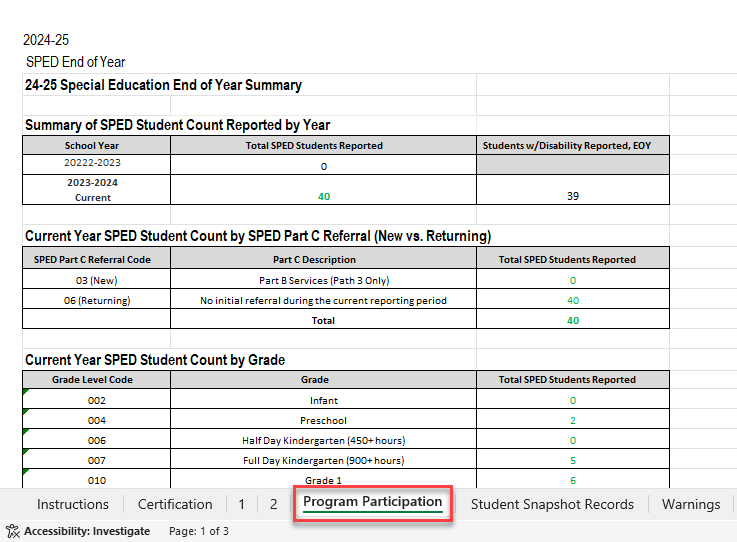 2024-25
SPED End of Year
24-25 Special Education End of Year Summary
Summary of SPED Student Count Reported by Year
School Year Total SPED Students Reported Students w/Disability Reported, EOY
20222-2023 0
2023-2024
Current 40 39
Current Year SPED Student Count by SPED Part C Referral (New vs. Returning)
SPED Part C Referral Code Part C Description Total SPED Students Reported
03 (New) Part B Services (Path 3 Only) 0
06 (Returning) No initial referral during the current reporting period 40
Total 40
Current Year SPED Student Count by Grade
Grade Level Code Grade Total SPED Students Reported
002 Infant 0
004 Preschool 2
006 Half Day Kindergarten (450+ hours) 0
007 Full Day Kindergarten (900+ hours) 5
010 Grade 1 6
Instructions Certification 1 2 Program Participation Student Snapshot Records Warnings
Accessibility: Investigate Page: 1 of 3